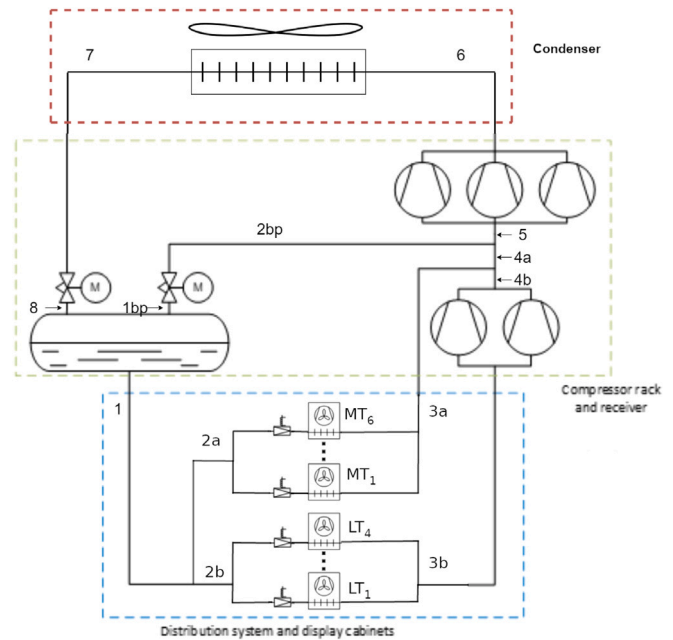 7
6
Condenser
2bp
5
4a
4b
M
M
8
1bp
Compressor rack
and receiver
1
3a
MT6
2a
MT1
LT4
3b
2b
LT1
Distribution system and display cabinets